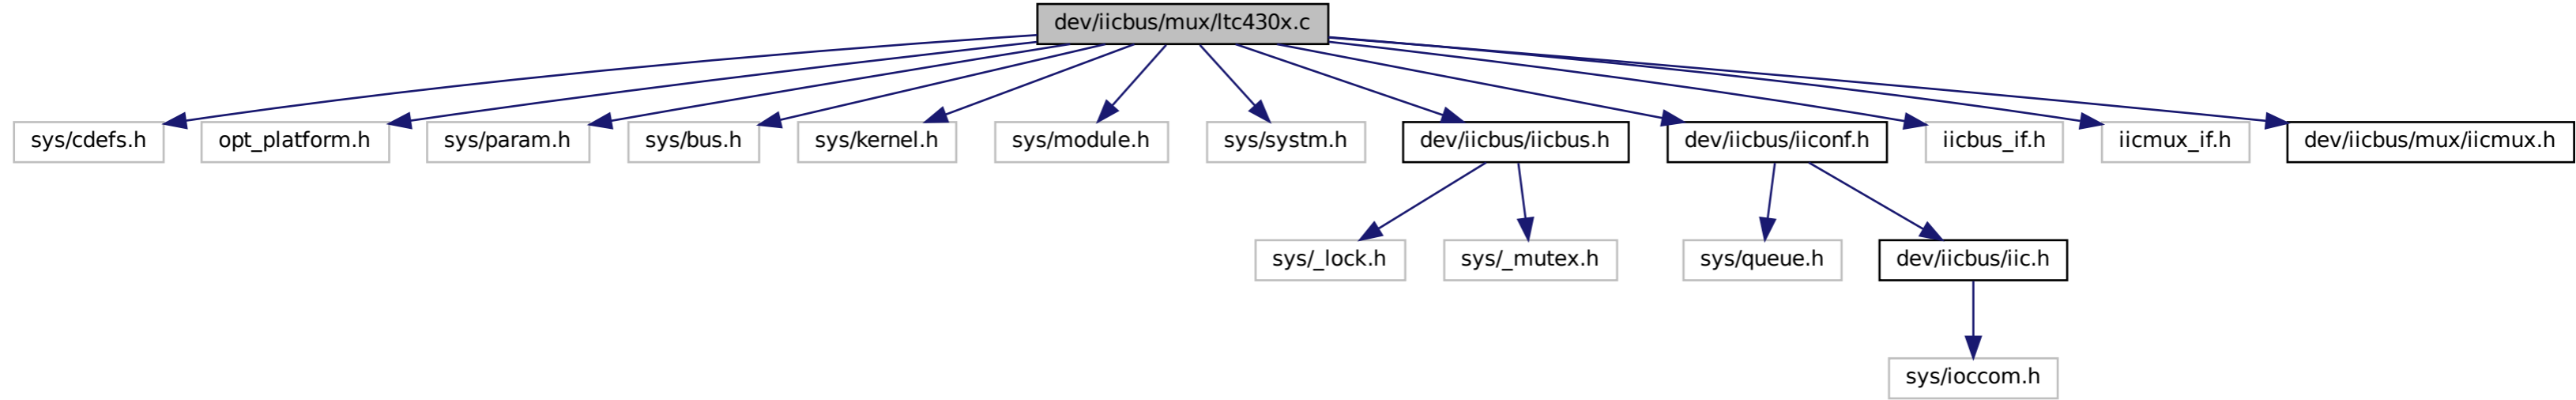 dev/iicbus/mux/ltc430x.c
sys/cdefs.h
opt_platform.h
sys/param.h
sys/bus.h
sys/kernel.h
sys/module.h
sys/systm.h
dev/iicbus/iicbus.h
dev/iicbus/iiconf.h
iicbus_if.h
iicmux_if.h
dev/iicbus/mux/iicmux.h
sys/_lock.h
sys/_mutex.h
sys/queue.h
dev/iicbus/iic.h
sys/ioccom.h